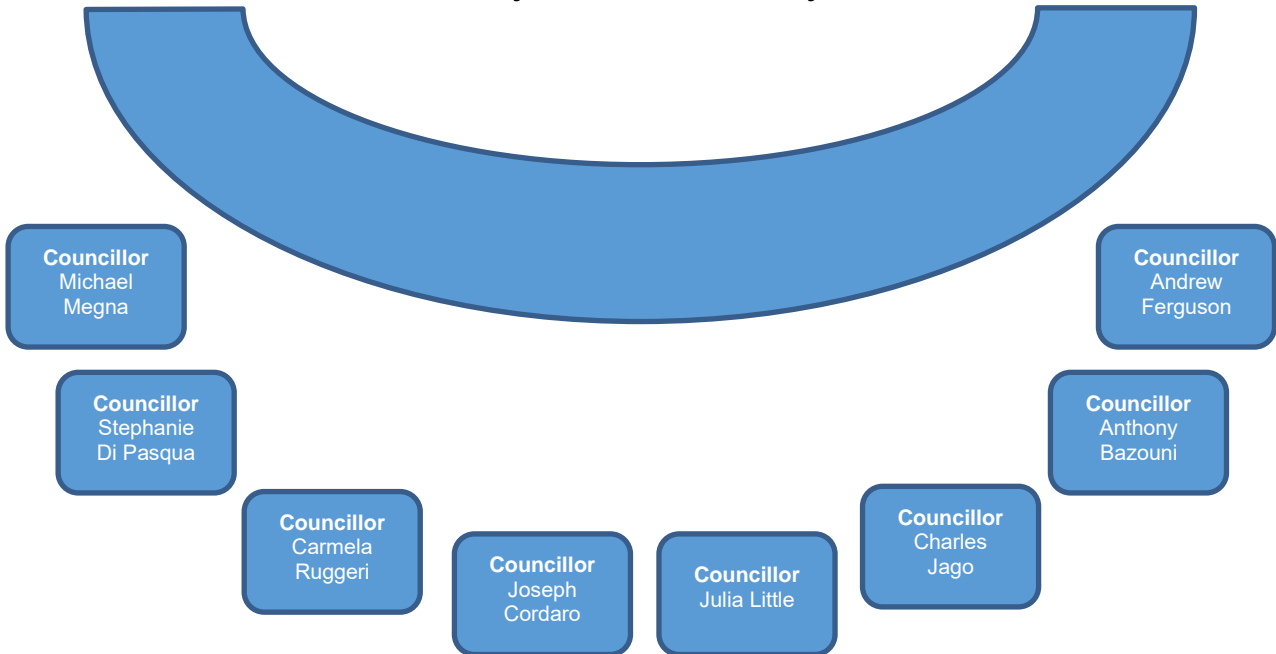 Councillor
Michael
Megna
Councillor
Andrew
Ferguson
Councillor
Stephanie
Di Pasqua
Councillor
Anthony
Bazouni
Councillor
Carmela
Ruggeri
Councillor
Charles
Jago
Councillor
Joseph
Cordaro
Councillor
Julia Little